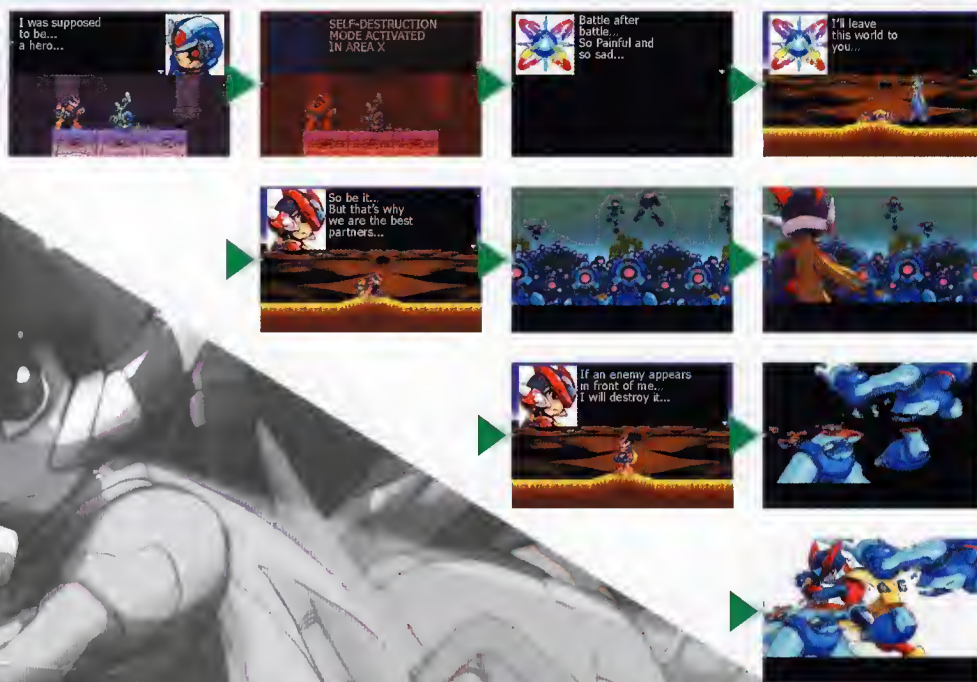 I was supposed
to be...
a hero...
SELF-DESTRUCTION
MODE ACTIVATED
IN AREA X
Battle after
battle...
So Painful and
so sad...
I'll leave
this world to
you...
So be it...
But that's why
we are the best
partners...
If an enemy appears
in front of me...
I will destroy it...